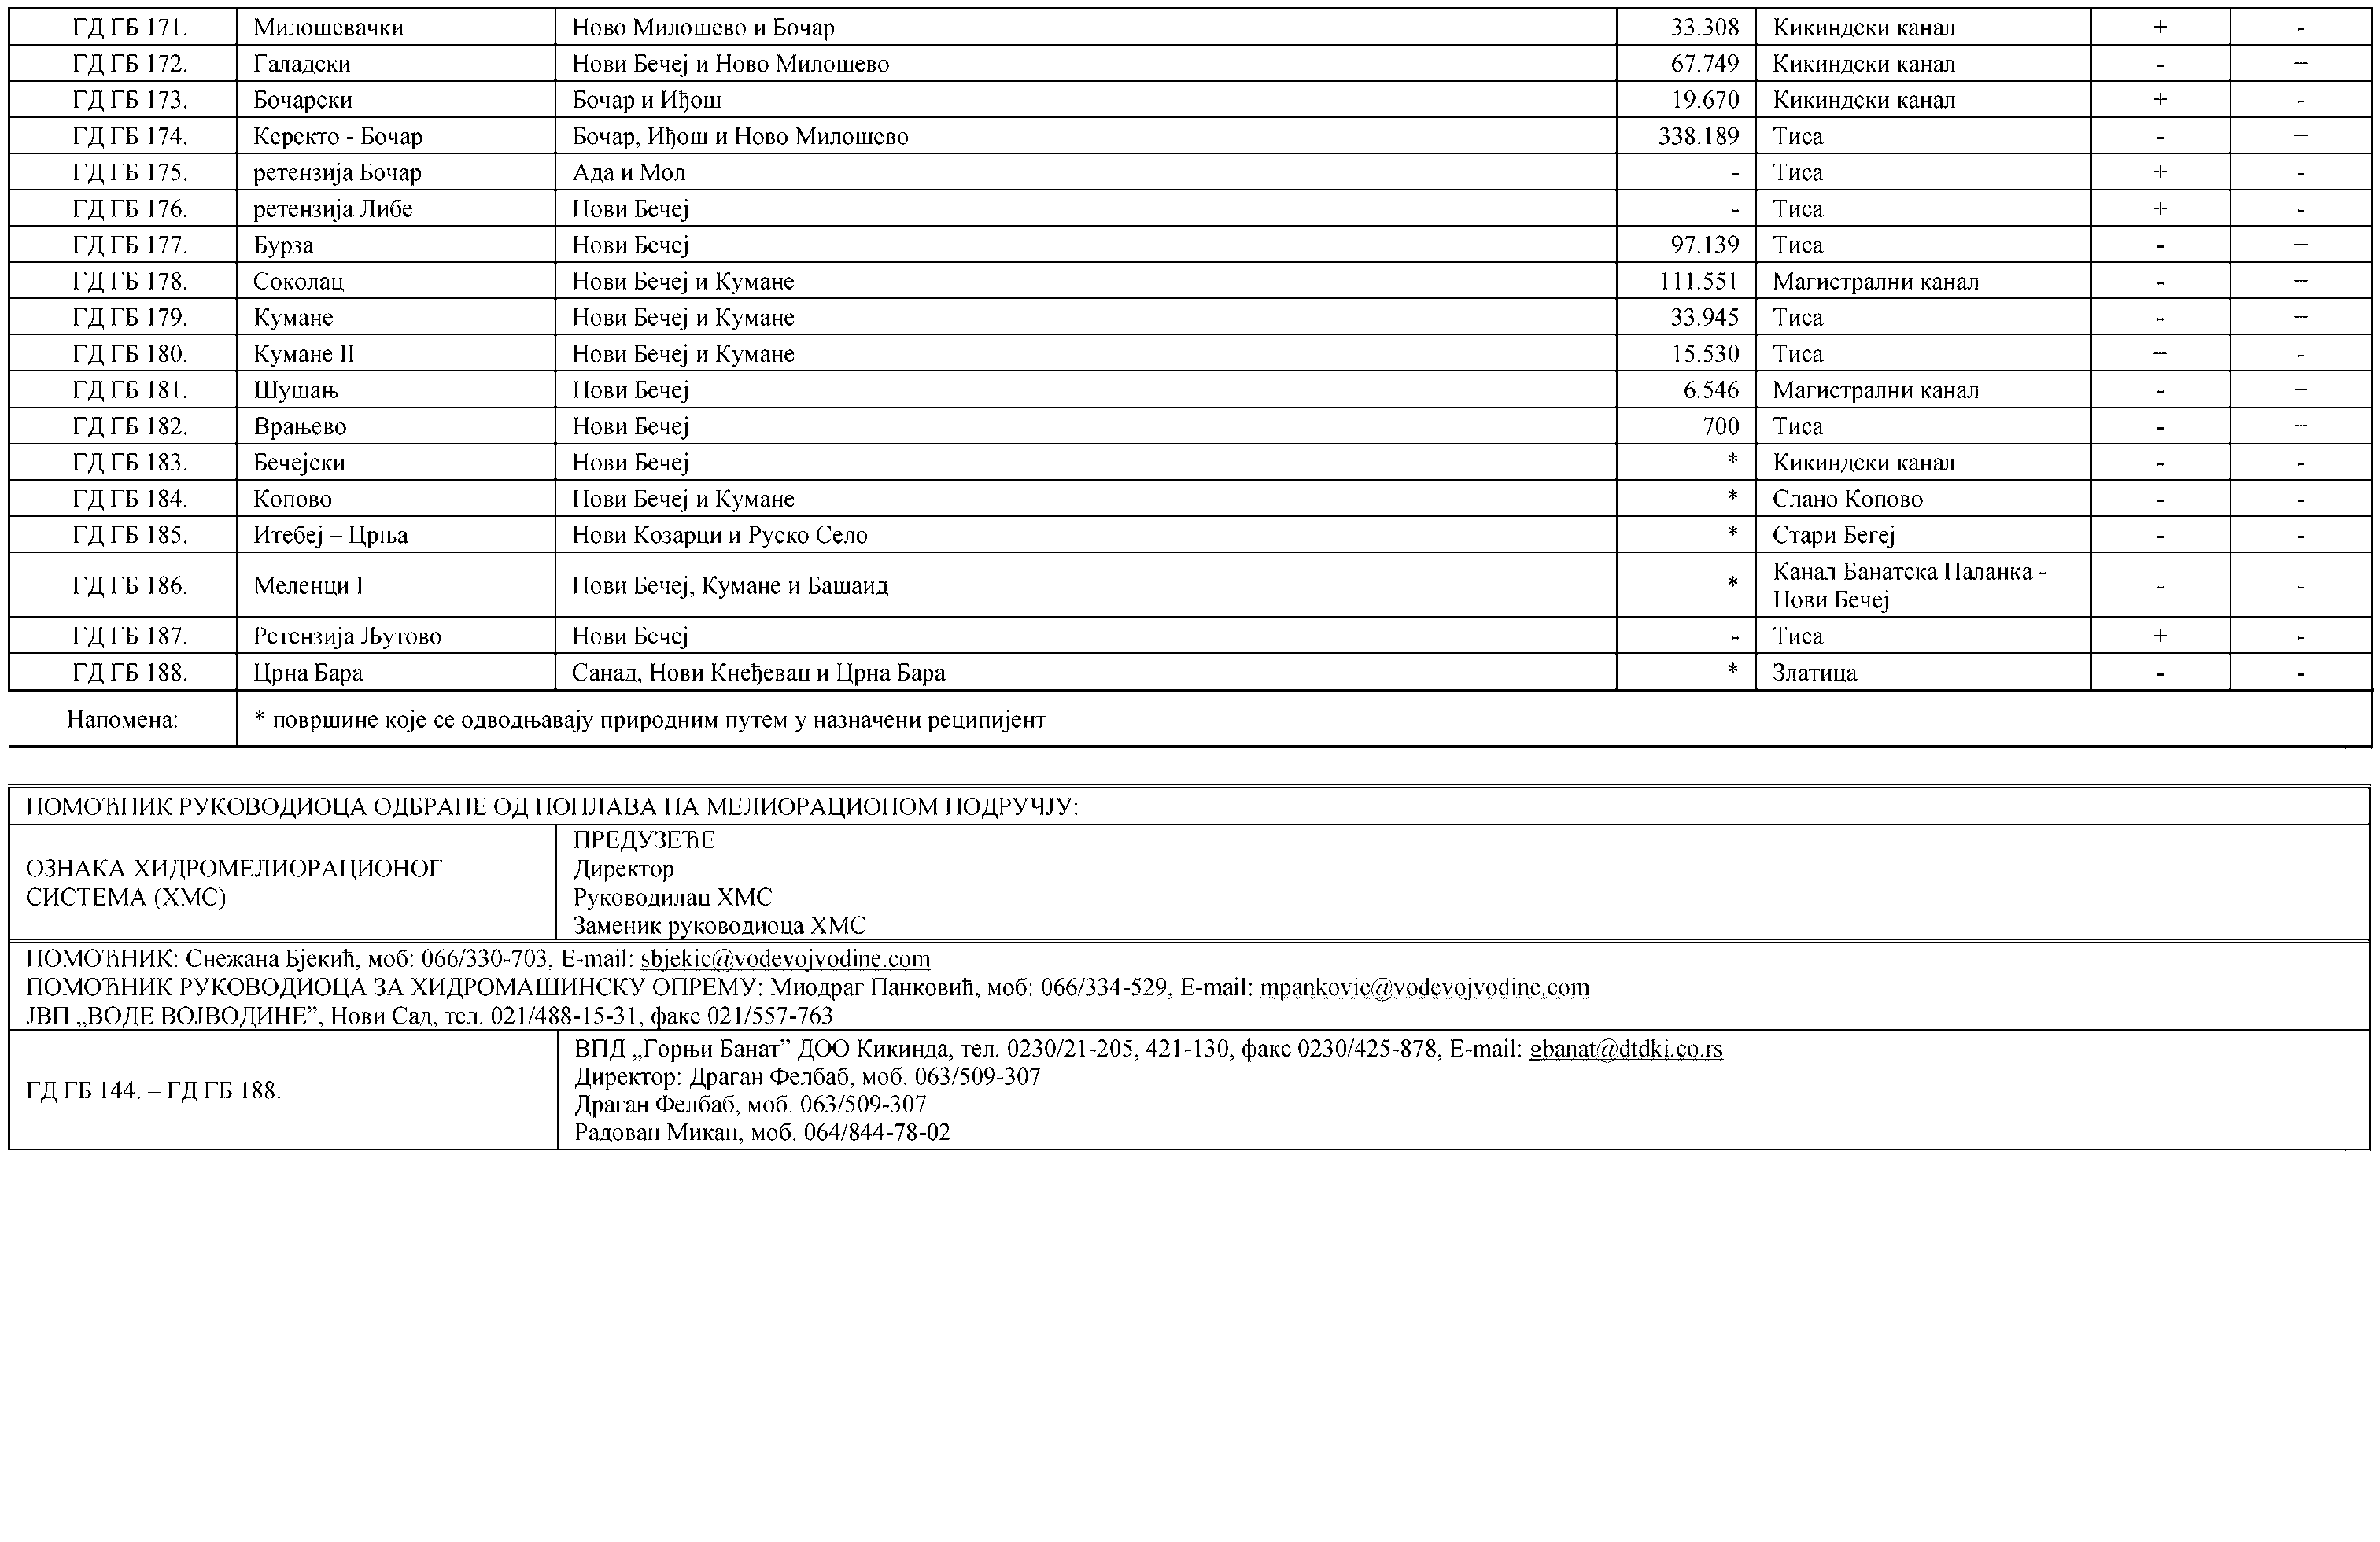 ГД ГБ 171. Милошевачки Ново Милошево и Бочар 33.308 Кикиндски канал + -
ГД ГБ 172. Галадски Нови Бечеј и Ново Милошево 67.749 Кикиндски канал - +
ГД ГБ 173. Бочарски Бочар и Иђош 19.670 Кикиндски канал + -
ГД ГБ 174. Керекто - Бочар Бочар, Иђош и Ново Милошево 338.189 Тиса - +
ГД ГБ 175. ретензија Бочар Ада и Мол - Тиса + -
ГД ГБ 176. ретензија Либе Нови Бечеј - Тиса + -
ГД ГБ 177. Бурза Нови Бечеј 97.139 Тиса - +
ГД ГБ 178. Соколац Нови Бечеј и Кумане 111.551 Магистрални канал - +
ГД ГБ 179. Кумане Нови Бечеј и Кумане 33.945 Тиса - +
ГД ГБ 180. Кумане II Нови Бечеј и Кумане 15.530 Тиса + -
ГД ГБ 181. Шушањ Нови Бечеј 6.546 Магистрални канал - +
ГД ГБ 182. Врањево Нови Бечеј 700 Тиса - +
ГД ГБ 183. Бечејски Нови Бечеј * Кикиндски канал - -
ГД ГБ 184. Копово Нови Бечеј и Кумане * Слано Копово - -
ГД ГБ 185. Итебеј – Црња Нови Козарци и Руско Село * Стари Бегеј - -
ГД ГБ 186. Меленци I Нови Бечеј, Кумане и Башаид * Канал Банатска Паланка -
Нови Бечеј - -
ГД ГБ 187. Ретензија Љутово Нови Бечеј - Тиса + -
ГД ГБ 188. Црна Бара Санад, Нови Кнеђевац и Црна Бара * Златица - -
Напомена: * површине које се одводњавају природним путем у назначени реципијент
ПОМОЋНИК РУКОВОДИОЦА ОДБРАНЕ ОД ПОПЛАВА НА МЕЛИОРАЦИОНОМ ПОДРУЧЈУ:
ОЗНАКА ХИДРОМЕЛИОРАЦИОНОГ
СИСТЕМА (ХМС)
ПРЕДУЗЕЋЕ
Директор
Руководилац ХМС
Заменик руководиоца ХМС
ПОМОЋНИК: Снежана Бјекић, моб: 066/330-703, E-mail: sbjekic@vodevojvodine.com
ПОМОЋНИК РУКОВОДИОЦА ЗА ХИДРОМАШИНСКУ ОПРЕМУ: Миодраг Панковић, моб: 066/334-529, E-mail: mpankovic@vodevojvodine.com
ЈВП „ВОДЕ ВОЈВОДИНЕ”, Нови Сад, тел. 021/488-15-31, факс 021/557-763
ГД ГБ 144. – ГД ГБ 188.
ВПД „Горњи Банат” ДОО Кикинда, тел. 0230/21-205, 421-130, факс 0230/425-878, E-mail: gbanat@dtdki.co.rs
Директор: Драган Фелбаб, моб. 063/509-307
Драган Фелбаб, моб. 063/509-307
Радован Микан, моб. 064/844-78-02